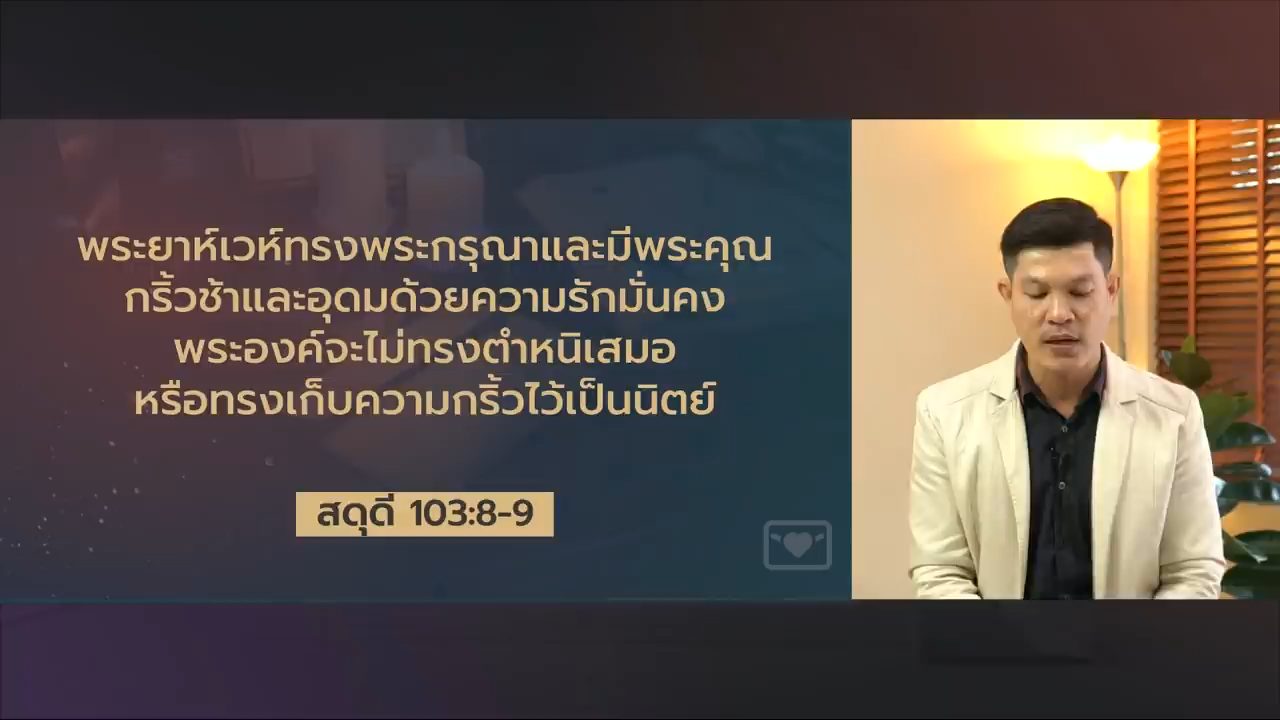 พระยาห์เวห์ทรงพระกรุณาและมีพระคุณ
กริ้วช้าและอุดมด้วยความรักมั่นคง
พระองค์จะไม่ทรงตำหนิเสมอ
หรือทรงเก็บความกริ้วไว้เป็นนิตย์
สดุดี 103:8-9